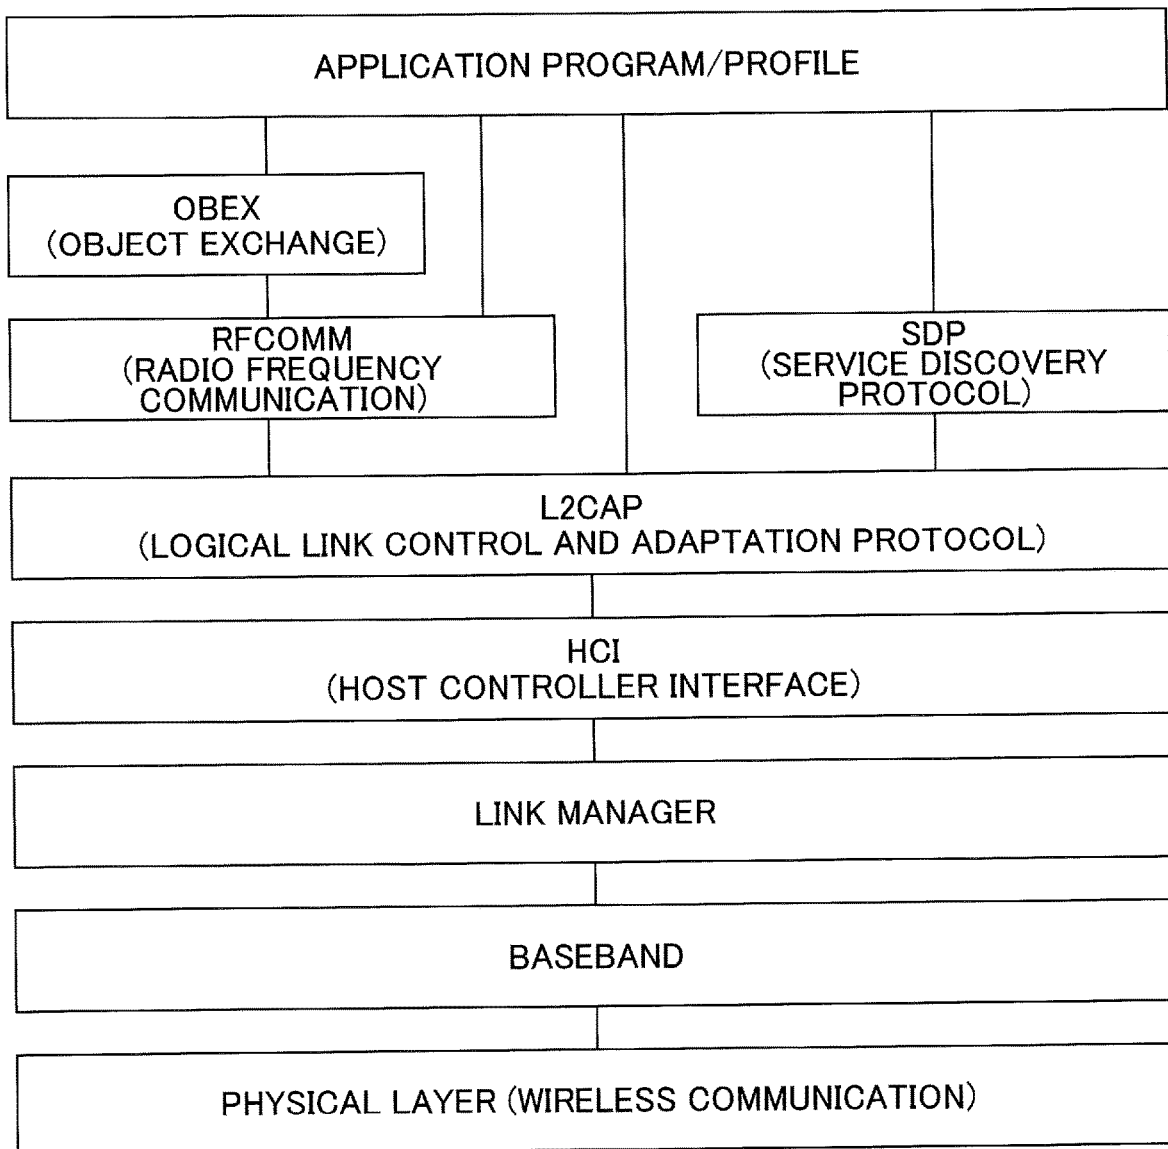 APPLICATION PROGRAM/PROFILE
OBEX
(OBJECT EXCHANGE)
RFCOMM
(RADIO FREQUENCY
COMMUNICATION)
SDP
(SERVICE DISCOVERY
PROTOCOL)
L2CAP
(LOGICAL LINK CONTROL AND ADAPTATION PROTOCOL)
HCI
(HOST CONTROLLER INTERFACE)
LINK MANAGER
BASEBAND
PHYSICAL LAYER (WIRELESS COMMUNICATION)